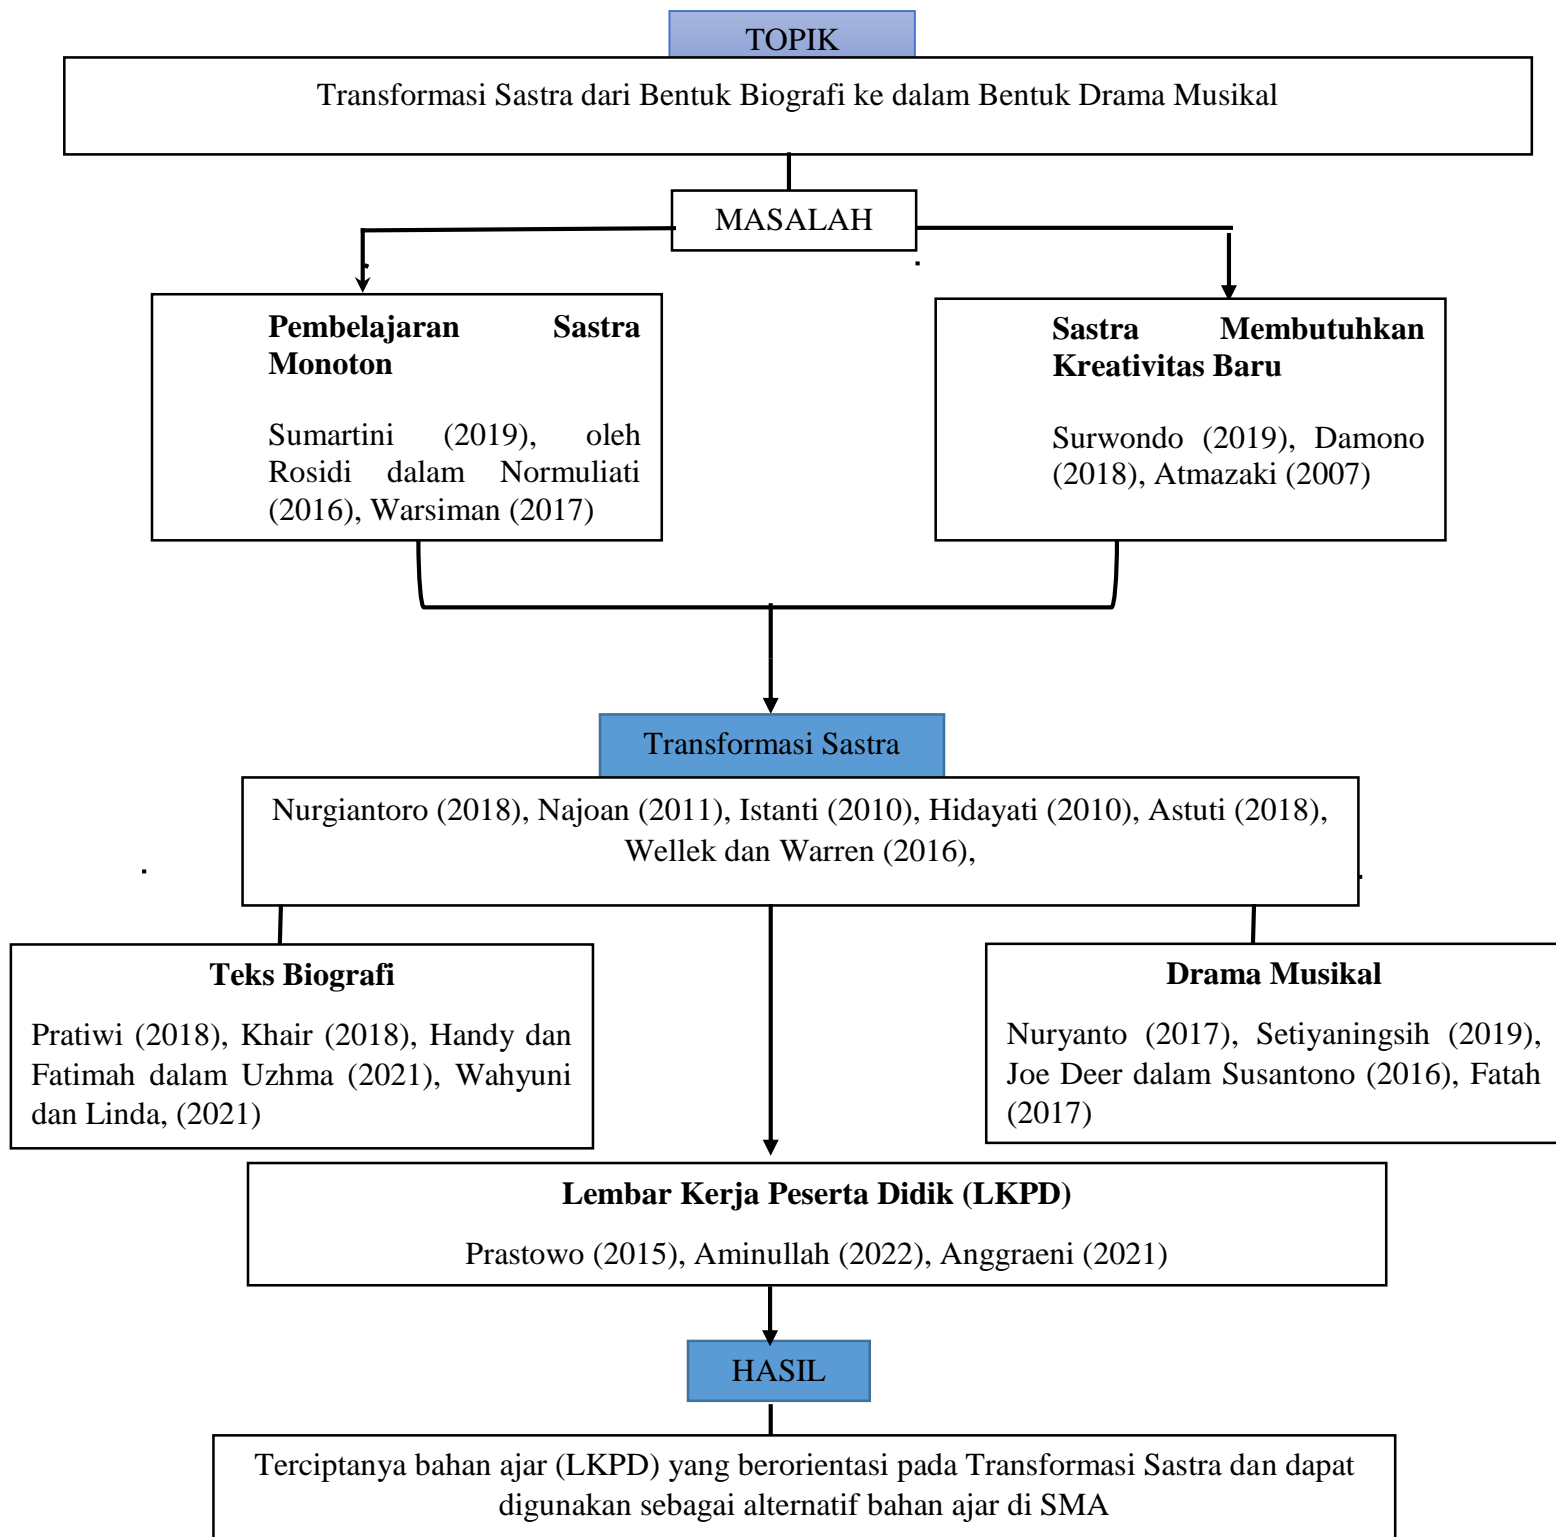 TOPIK
Transformasi Sastra dari Bentuk Biografi ke dalam Bentuk Drama Musikal
MASALAH
Pembelajaran Sastra
Monoton
Sumartini (2019), oleh
Rosidi dalam Normuliati
(2016), Warsiman (2017)
Sastra Membutuhkan
Kreativitas Baru
Surwondo (2019), Damono
(2018), Atmazaki (2007)
Transformasi Sastra
Nurgiantoro (2018), Najoan (2011), Istanti (2010), Hidayati (2010), Astuti (2018),
Wellek dan Warren (2016),
Teks Biografi
Pratiwi (2018), Khair (2018), Handy dan
Fatimah dalam Uzhma (2021), Wahyuni
dan Linda, (2021)
Drama Musikal
Nuryanto (2017), Setiyaningsih (2019),
Joe Deer dalam Susantono (2016), Fatah
(2017)
Lembar Kerja Peserta Didik (LKPD)
Prastowo (2015), Aminullah (2022), Anggraeni (2021)
HASIL
Terciptanya bahan ajar (LKPD) yang berorientasi pada Transformasi Sastra dan dapat
digunakan sebagai alternatif bahan ajar di SMA